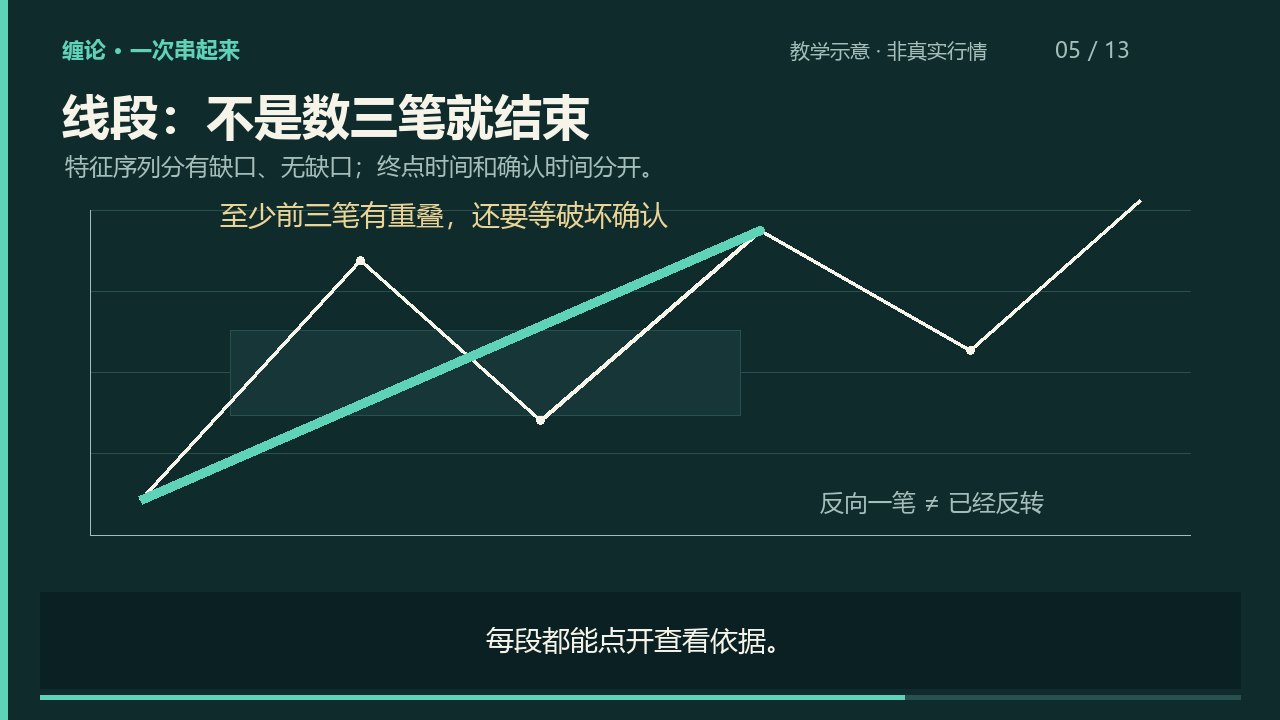 缠论 · 一次串起来
教学示意 · 非真实行情
05 / 13
线段：不是数三笔就结束
特征序列分有缺口、无缺口；终点时间和确认时间分开。
至少前三笔有重叠，还要等破坏确认
反向一笔 ≠ 已经反转
每段都能点开查看依据。